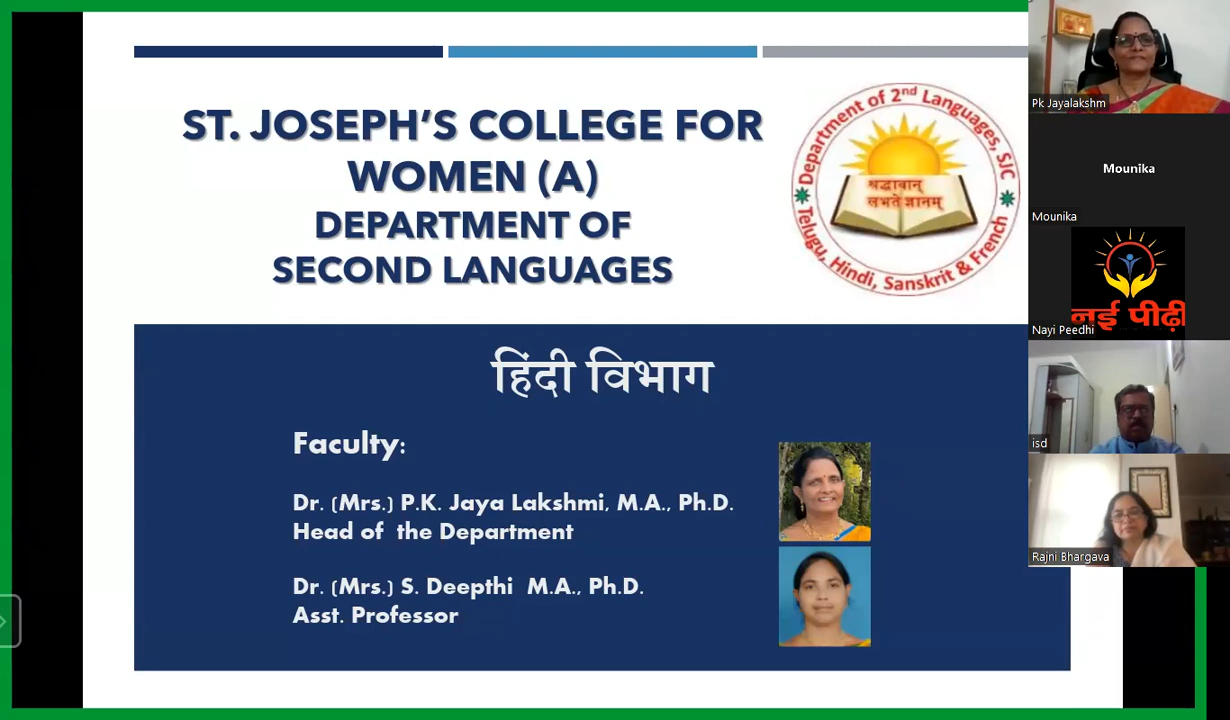 ST. JOSEPH'S COLLEGE FOR
WOMEN (A)
DEPARTMENT OF
SECOND LANGUAGES
Department of 2nd Languages, SJC
श्रद्धावान्
लभते ज्ञानम्
Telugu, Hindi, Sanskrit & French
हिंदी विभाग
Faculty:
Dr. (Mrs.) P.K. Jaya Lakshmi, M.A., Ph.D.
Head of the Department
Dr. (Mrs.) S. Deepthi M.A., Ph.D.
Asst. Professor
Pk Jayalakshm
Mounika
Mounika
नई पीढ़ी
Nayi Peedhi
isd
Rajni Bhargava